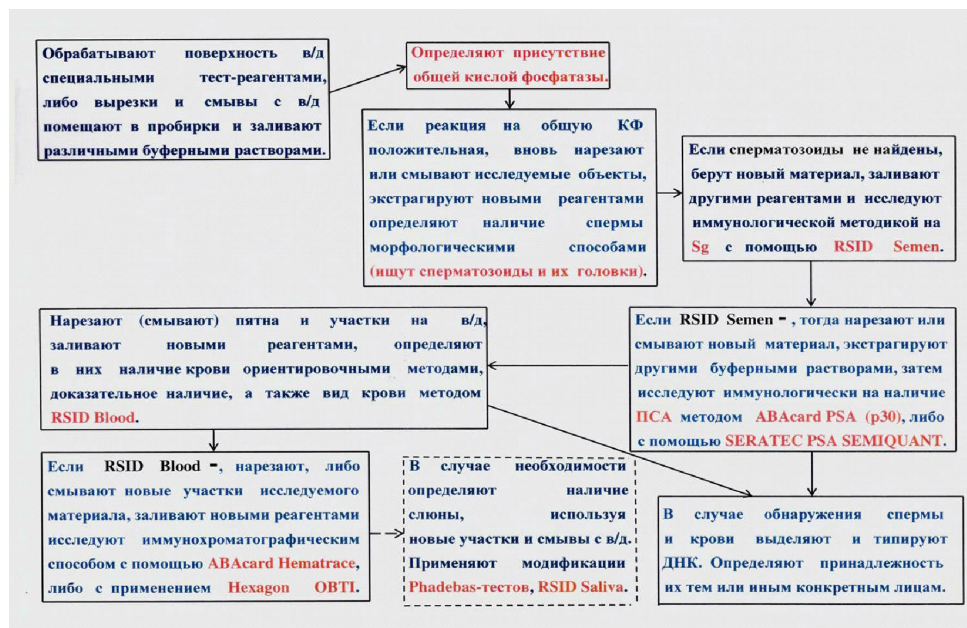 Обрабатывают поверхность в/д
специальными тест-реагентами,
либо вырезки и смывы с в/д
помещают в пробирки и заливают
различными буферными растворами.
Определяют присутствие
общей кислой фосфатазы.
Если реакция на общую КФ
положительная, вновь нарезают
или смывают исследуемые объекты,
экстрагируют новыми реагентами
определяют наличие спермы
морфологическими способами
(ищут сперматозоиды и их головки).
Если сперматозоиды не найдены,
берут новый материал, заливают
другими реагентами и исследуют
иммунологической методикой на
Sg с помощью RSID Semen.
Если RSID Semen -, тогда нарезают или
смывают новый материал, экстрагируют
другими буферными растворами, затем
исследуют иммунологически на наличие
ПСА методом ABAcard PSA (p30), либо
с помощью SERATEC PSA SEMIQUANT.
Нарезают (смывают) пятна и участки на в/д,
заливают новыми реагентами, определяют
в них наличие крови ориентировочными методами,
доказательное наличие, а также вид крови методом
RSID Blood.
Если RSID Blood -, нарезают, либо
смывают новые участки исследуемого
материала, заливают новыми реагентами
исследуют иммунохроматографическим
способом с помощью ABAcard Hematrace,
либо с применением Hexagon OBTI.
В случае необходимости
определяют наличие
слюны, используя
новые участки и смывы с в/д.
Применяют модификации
Phadebas-тестов, RSID Saliva.
В случае обнаружения спермы
и крови выделяют и типируют
ДНК. Определяют принадлежность
их тем или иным конкретным лицам.